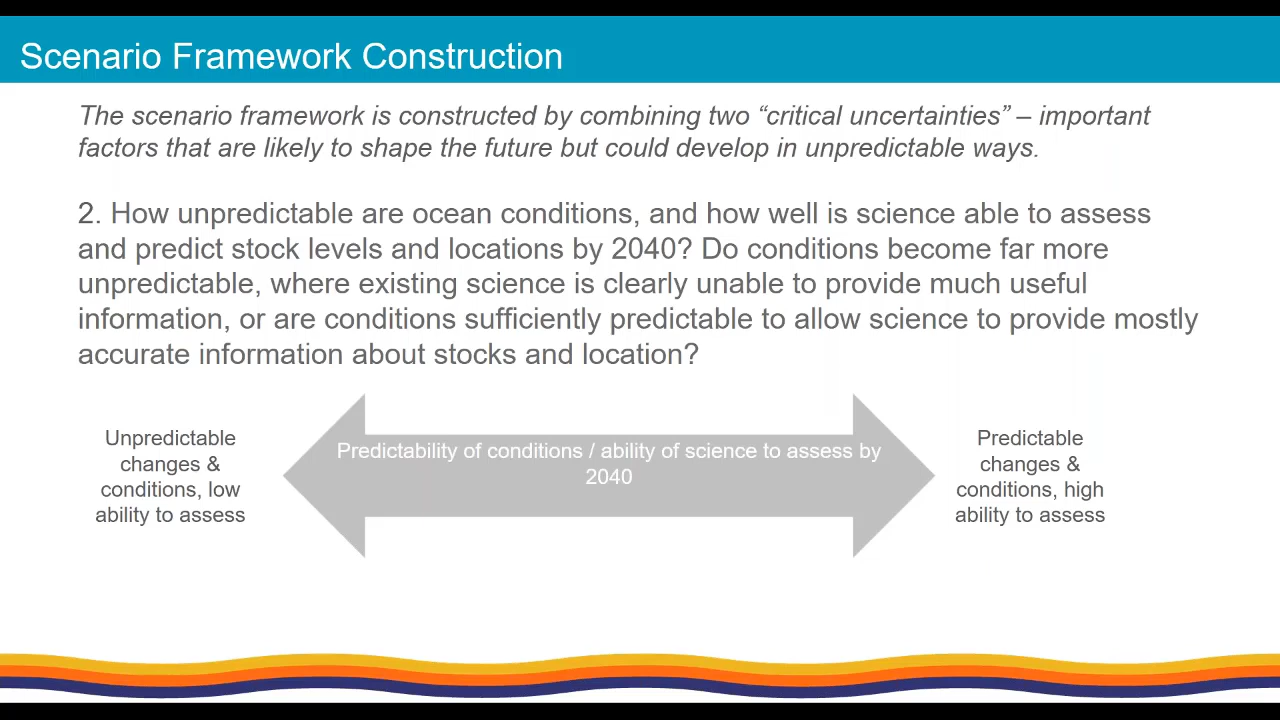 Scenario Framework Construction
The scenario framework is constructed by combining two “critical uncertainties” – important
factors that are likely to shape the future but could develop in unpredictable ways.
2. How unpredictable are ocean conditions, and how well is science able to assess
and predict stock levels and locations by 2040? Do conditions become far more
unpredictable, where existing science is clearly unable to provide much useful
information, or are conditions sufficiently predictable to allow science to provide mostly
accurate information about stocks and location?
Unpredictable
changes &
conditions, low
ability to assess
Predictability of conditions / ability of science to assess by
2040
Predictable
changes &
conditions, high
ability to assess